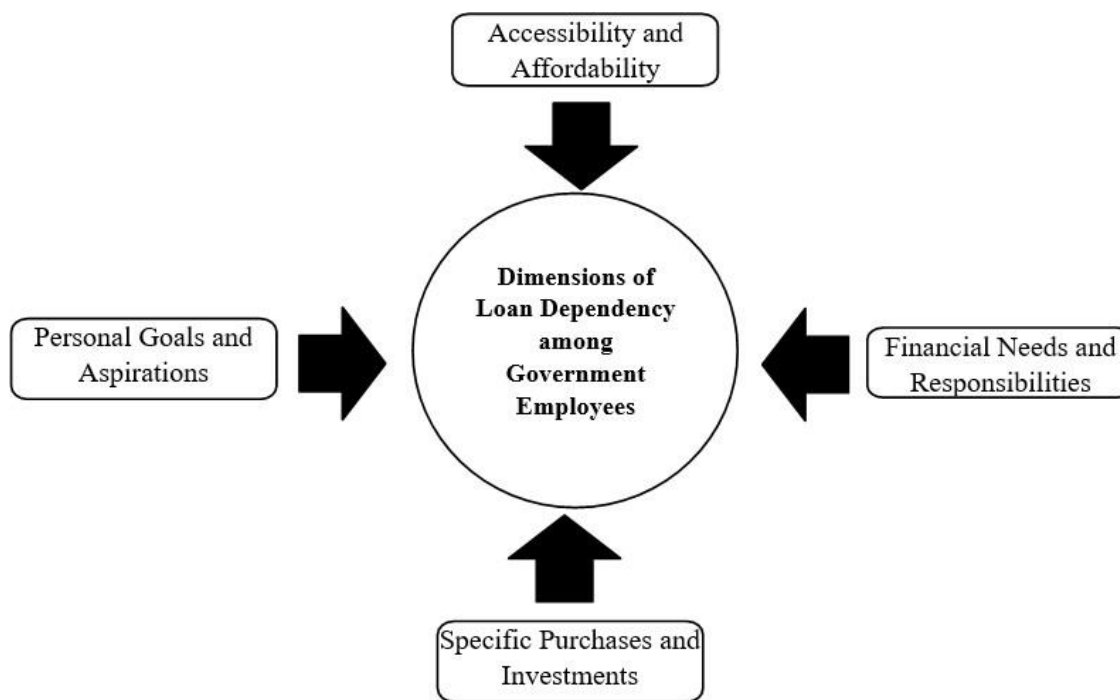 Accessibility and
Affordability
Dimensions of
Loan Dependency
among
Government
Employees
Personal Goals and
Aspirations
Financial Needs and
Responsibilities
Specific Purchases and
Investments